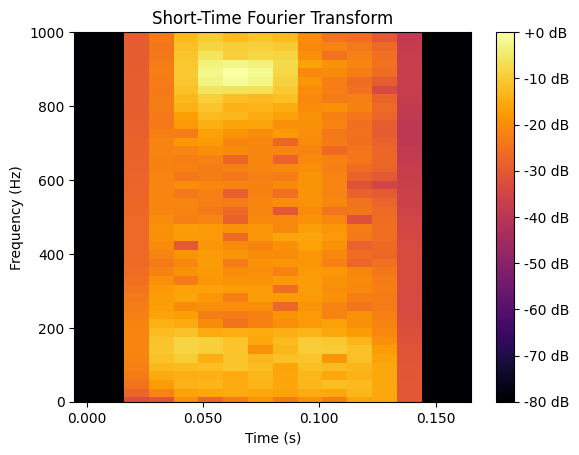 Short-Time Fourier Transform
1000
800
600
400
200
0
Frequency (Hz)
0.000
0.050
0.100
0.150
Time (s)
+0 dB
-10 dB
-20 dB
-30 dB
-40 dB
-50 dB
-60 dB
-70 dB
-80 dB